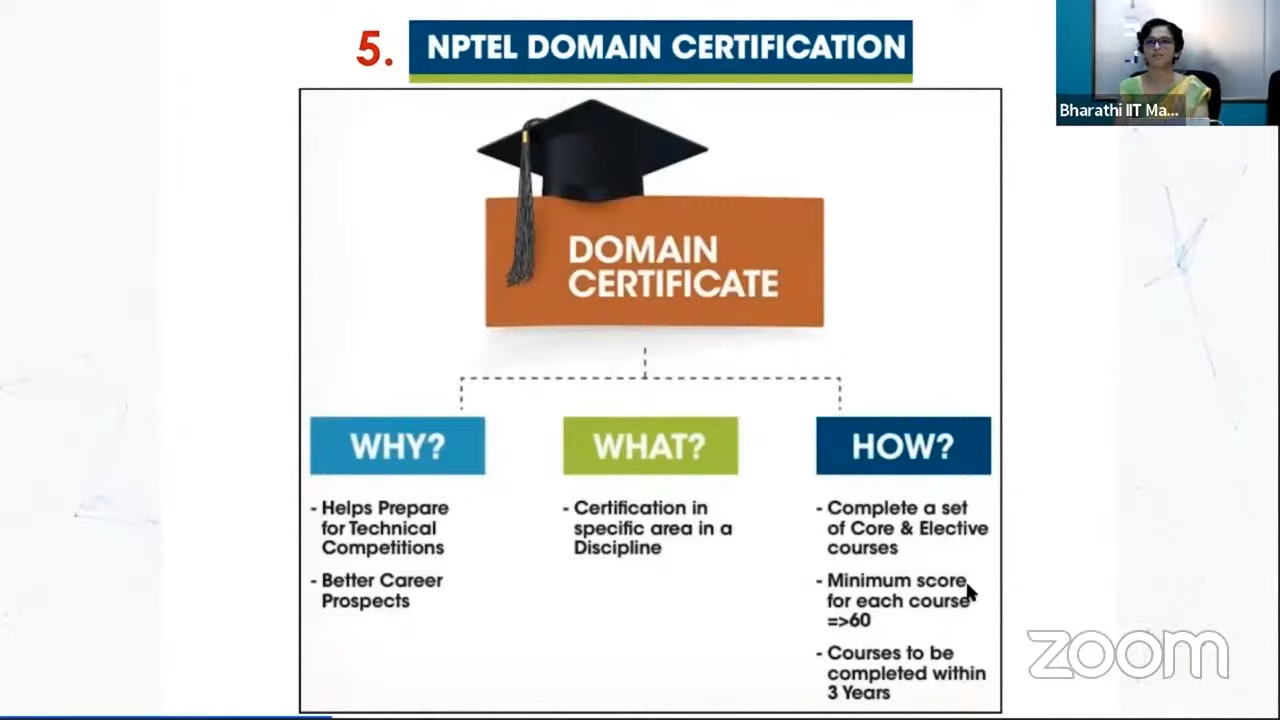 5. NPTEL DOMAIN CERTIFICATION
Bharathi IIT Ma...
DOMAIN
CERTIFICATE
WHY?
- Helps Prepare
for Technical
Competitions
- Better Career
Prospects
WHAT?
- Certification in
specific area in a
Discipline
HOW?
- Complete a set
of Core & Elective
courses
- Minimum score
for each course
=>60
- Courses to be
completed within
3 Years
zoom